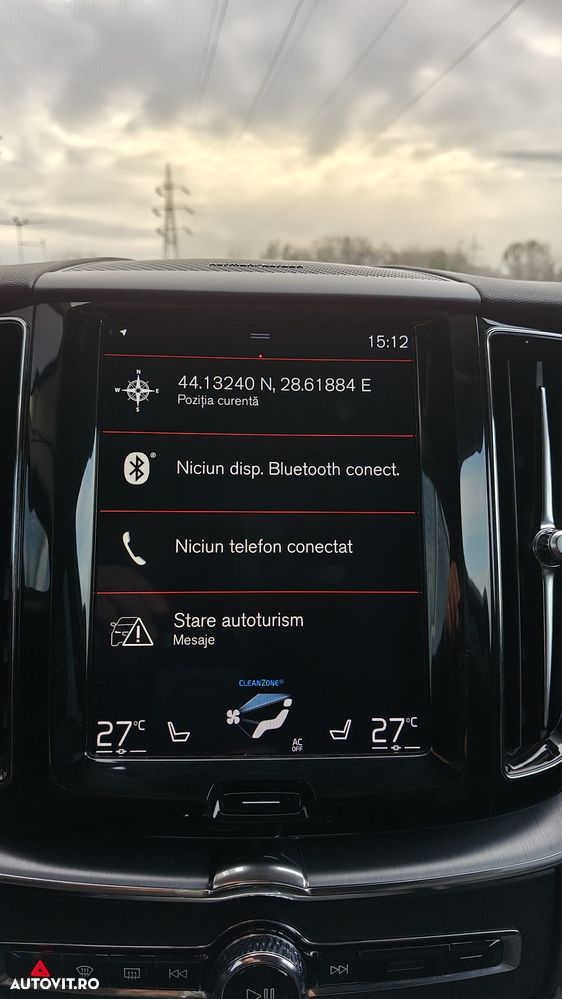 15:12
N
W E
S
44.13240 N, 28.61884 E
Poziția curentă
Niciun disp. Bluetooth conect.
Niciun telefon conectat
Stare autoturism
Mesaje
CLEANZONE®
27°C 27°C
AC
OFF
AUTOVIT.RO